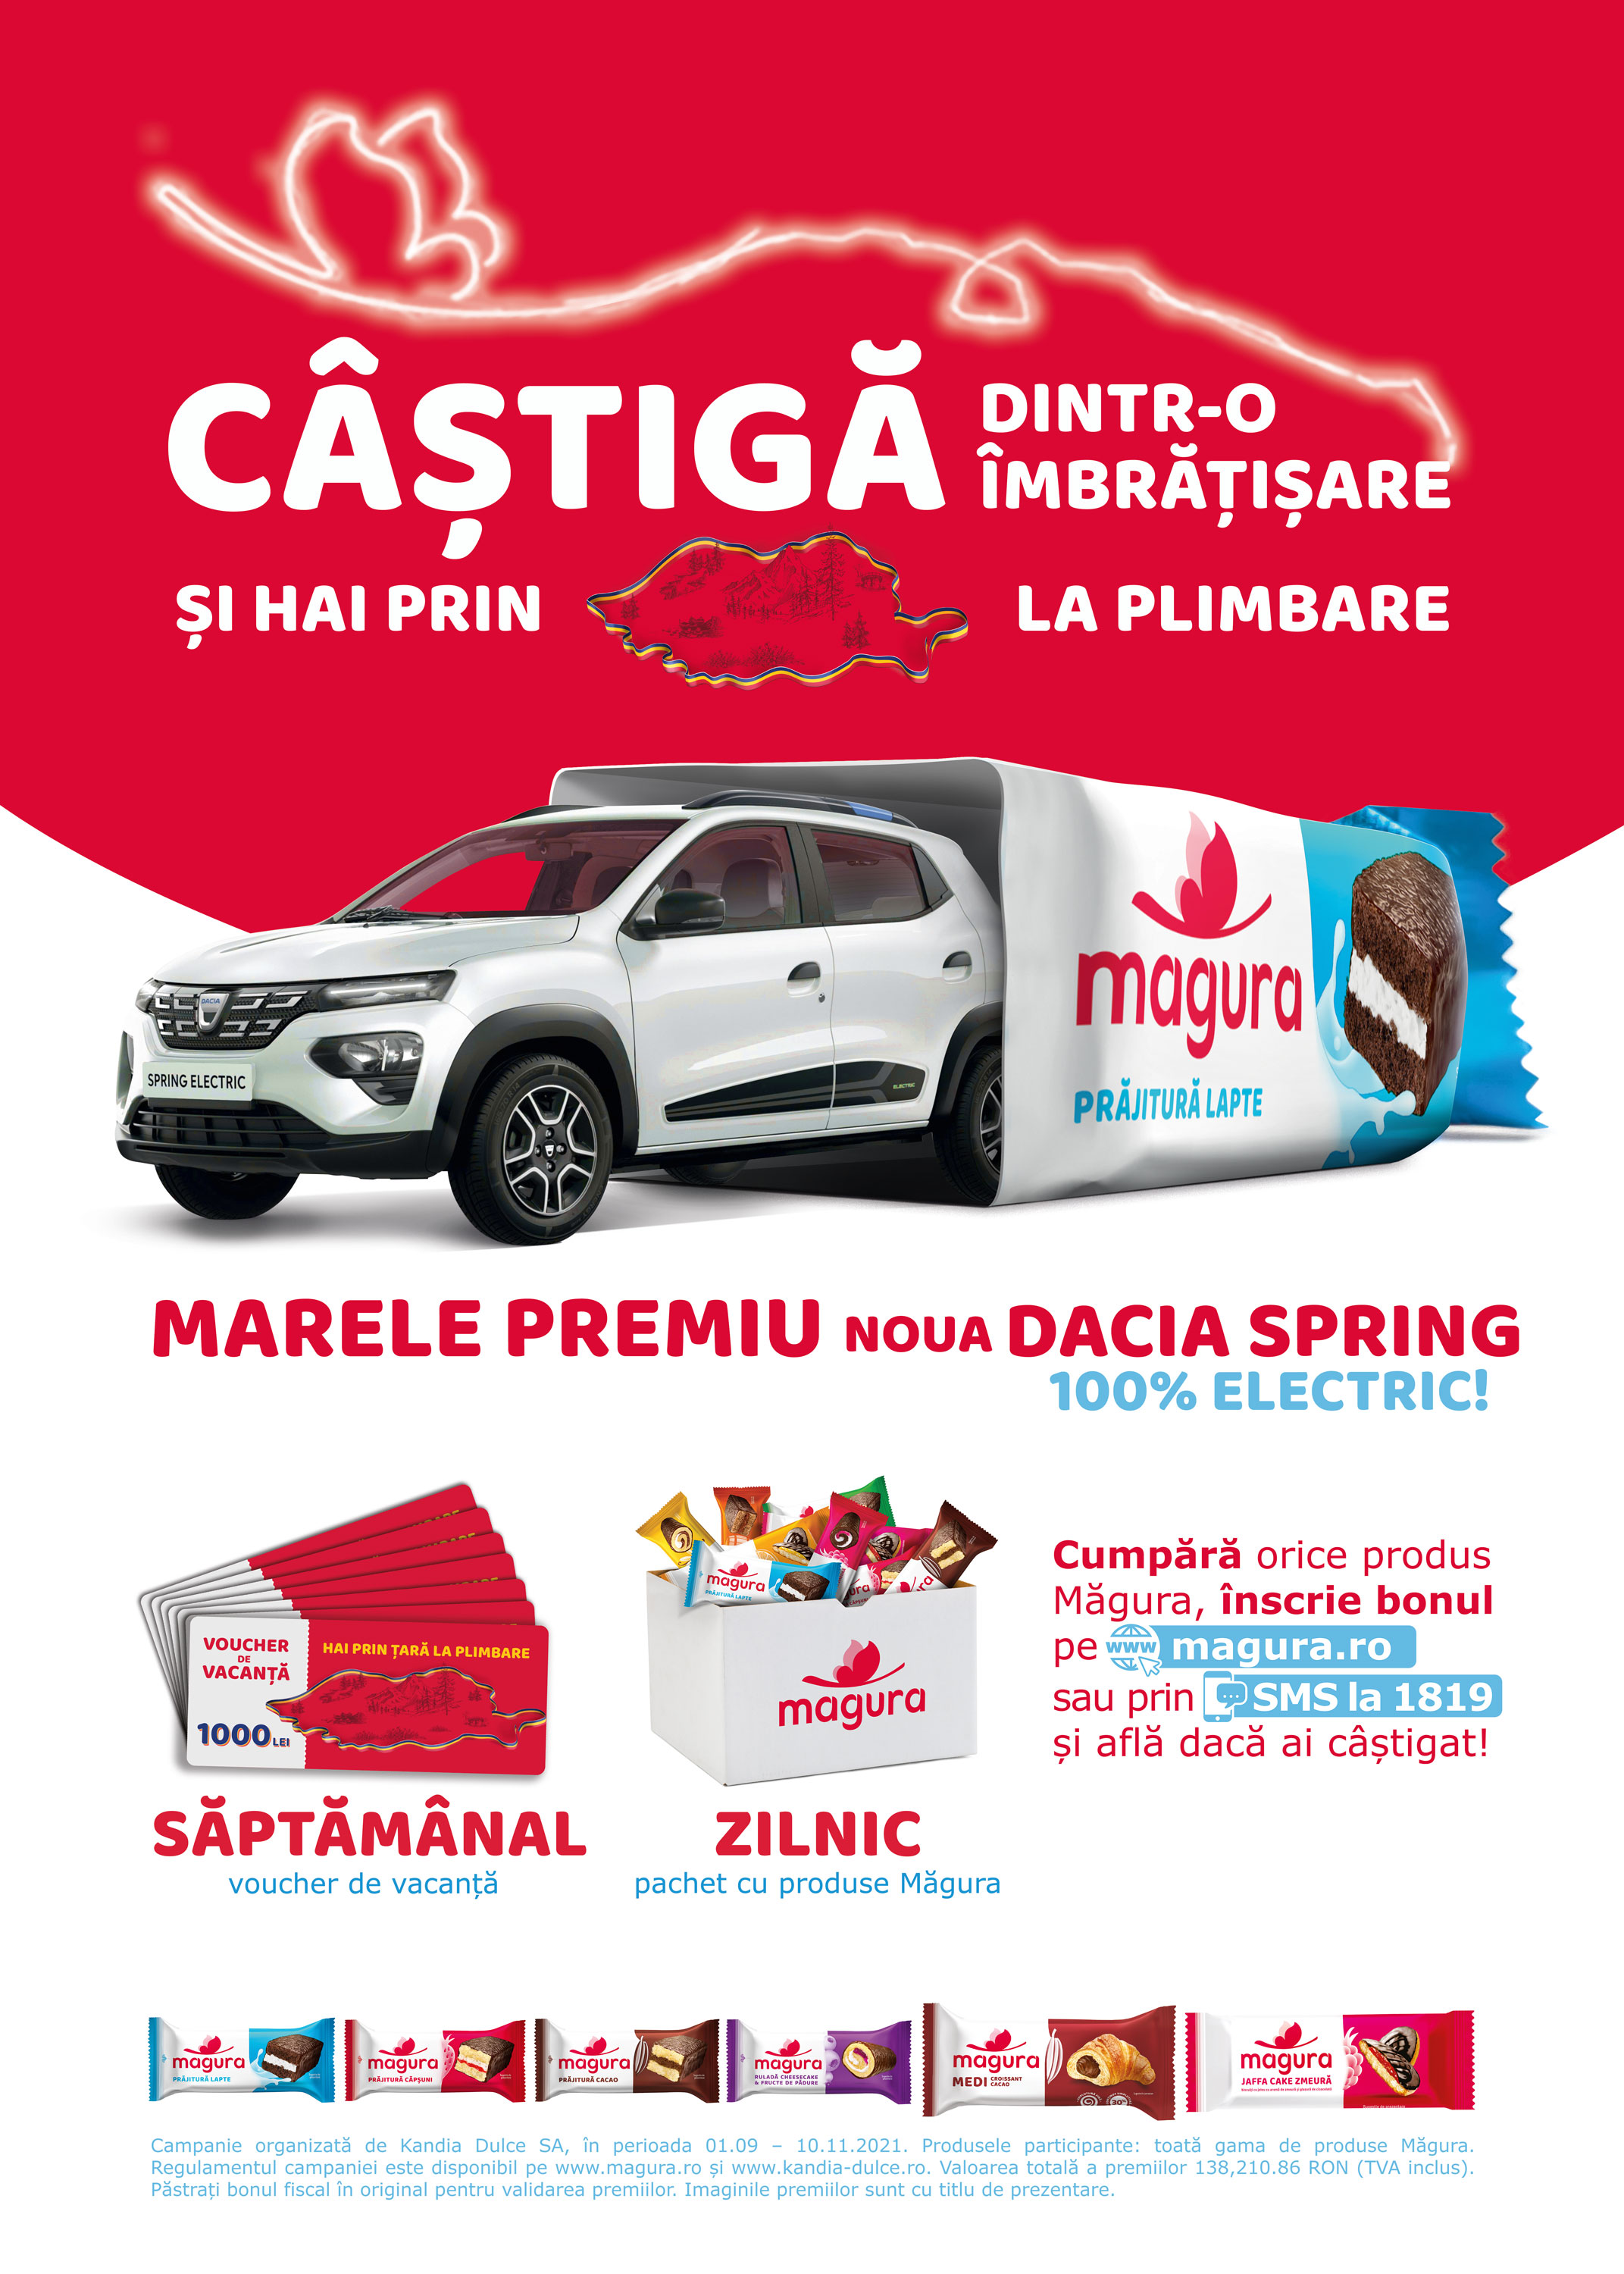 CÂȘTIGĂ DINTR-O
ÎMBRĂȚIȘARE
ȘI HAI PRIN
LA PLIMBARE
DACIA
SPRING ELECTRIC
ELECTRIC
magura
PRĂJITURĂ LAPTE
MARELE PREMIU NOUA DACIA SPRING
100% ELECTRIC!
VOUCHER
DE
VACANȚĂ
1000 LEI
HAI PRIN ȚARĂ LA PLIMBARE
magura
PRĂJITURĂ LAPTE
magura
SĂPTĂMÂNAL
voucher de vacanță
ZILNIC
pachet cu produse Măgura
Cumpără orice produs
Măgura, înscrie bonul
pe www magura.ro
sau prin SMS la 1819
și află dacă ai câștigat!
magura
PRĂJITURĂ LAPTE
magura
PRĂJITURĂ CĂPȘUNI
magura
PRĂJITURĂ CACAO
magura
RULADĂ CHEESECAKE
& FRUCTE DE PĂDURE
magura
MEDI CROISSANT
CACAO
30%
magura
JAFFA CAKE ZMEURĂ
Campanie organizată de Kandia Dulce SA, în perioada 01.09 – 10.11.2021. Produsele participante: toată gama de produse Măgura.
Regulamentul campaniei este disponibil pe www.magura.ro și www.kandia-dulce.ro. Valoarea totală a premiilor 138,210.86 RON (TVA inclus).
Păstrați bonul fiscal în original pentru validarea premiilor. Imaginile premiilor sunt cu titlu de prezentare.